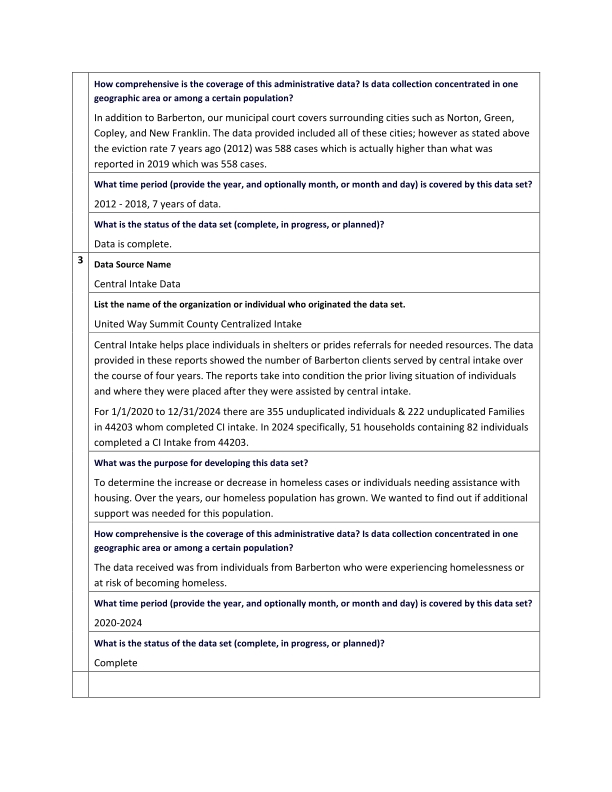 How comprehensive is the coverage of this administrative data? Is data collection concentrated in one
geographic area or among a certain population?
In addition to Barberton, our municipal court covers surrounding cities such as Norton, Green,
Copley, and New Franklin. The data provided included all of these cities; however as stated above
the eviction rate 7 years ago (2012) was 588 cases which is actually higher than what was
reported in 2019 which was 558 cases.
What time period (provide the year, and optionally month, or month and day) is covered by this data set?
2012 - 2018, 7 years of data.
What is the status of the data set (complete, in progress, or planned)?
Data is complete.
3
Data Source Name
Central Intake Data
List the name of the organization or individual who originated the data set.
United Way Summit County Centralized Intake
Central Intake helps place individuals in shelters or prides referrals for needed resources. The data
provided in these reports showed the number of Barberton clients served by central intake over
the course of four years. The reports take into condition the prior living situation of individuals
and where they were placed after they were assisted by central intake.
For 1/1/2020 to 12/31/2024 there are 355 unduplicated individuals & 222 unduplicated Families
in 44203 whom completed CI intake. In 2024 specifically, 51 households containing 82 individuals
completed a CI Intake from 44203.
What was the purpose for developing this data set?
To determine the increase or decrease in homeless cases or individuals needing assistance with
housing. Over the years, our homeless population has grown. We wanted to find out if additional
support was needed for this population.
How comprehensive is the coverage of this administrative data? Is data collection concentrated in one
geographic area or among a certain population?
The data received was from individuals from Barberton who were experiencing homelessness or
at risk of becoming homeless.
What time period (provide the year, and optionally month, or month and day) is covered by this data set?
2020-2024
What is the status of the data set (complete, in progress, or planned)?
Complete